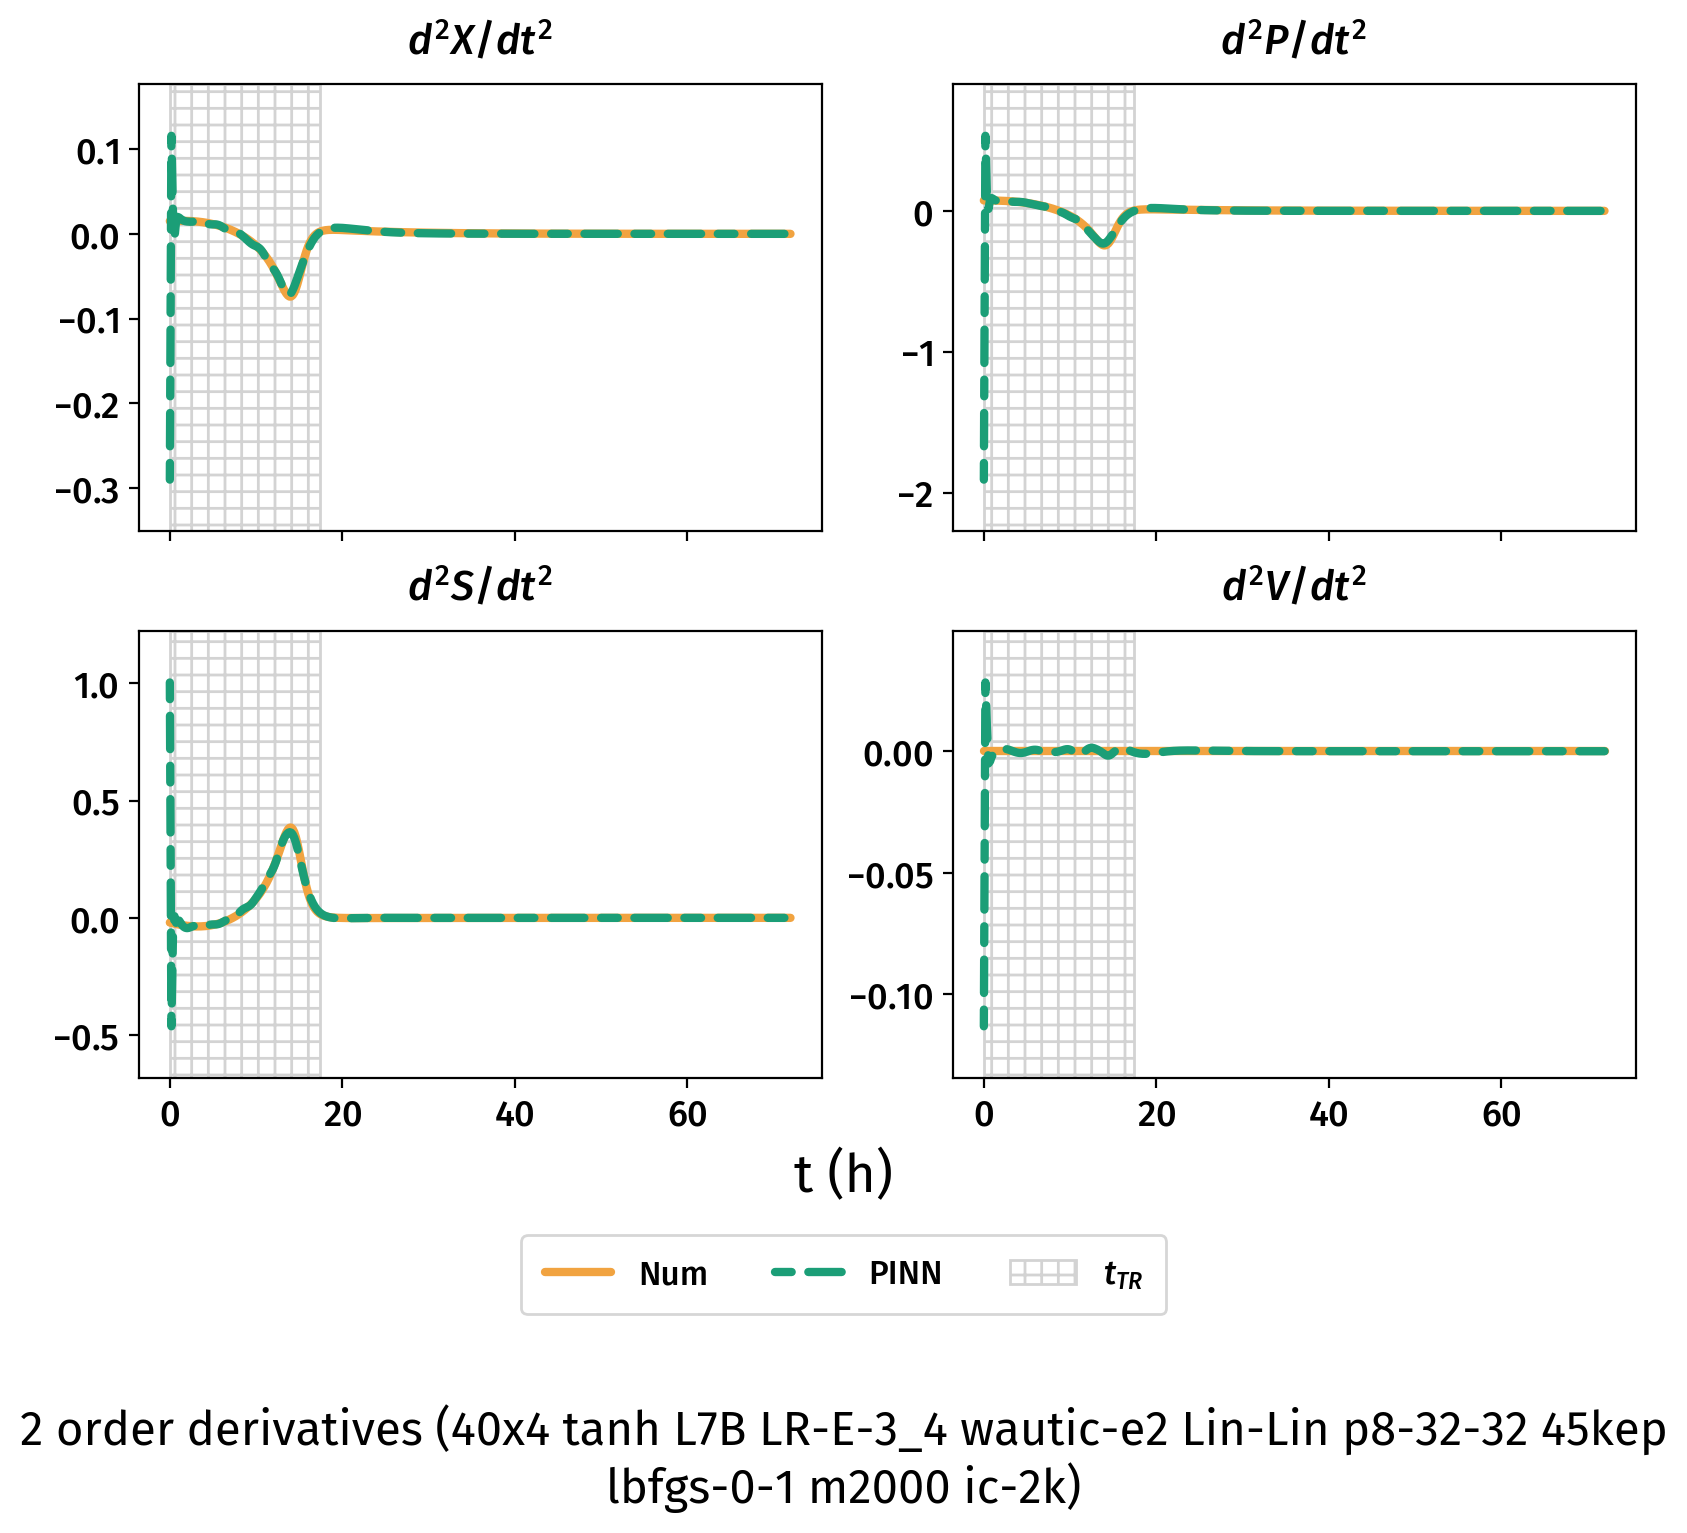 d²X/dt²
d²P/dt²
0.1
0.0
−0.1
−0.2
−0.3
0
−1
−2
d²S/dt²
d²V/dt²
1.0
0.5
0.0
−0.5
0.00
−0.05
−0.10
0 20 40 60
0 20 40 60
t (h)
Num PINN t_TR
2 order derivatives (40x4 tanh L7B LR-E-3_4 wautic-e2 Lin-Lin p8-32-32 45kep
lbfgs-0-1 m2000 ic-2k)